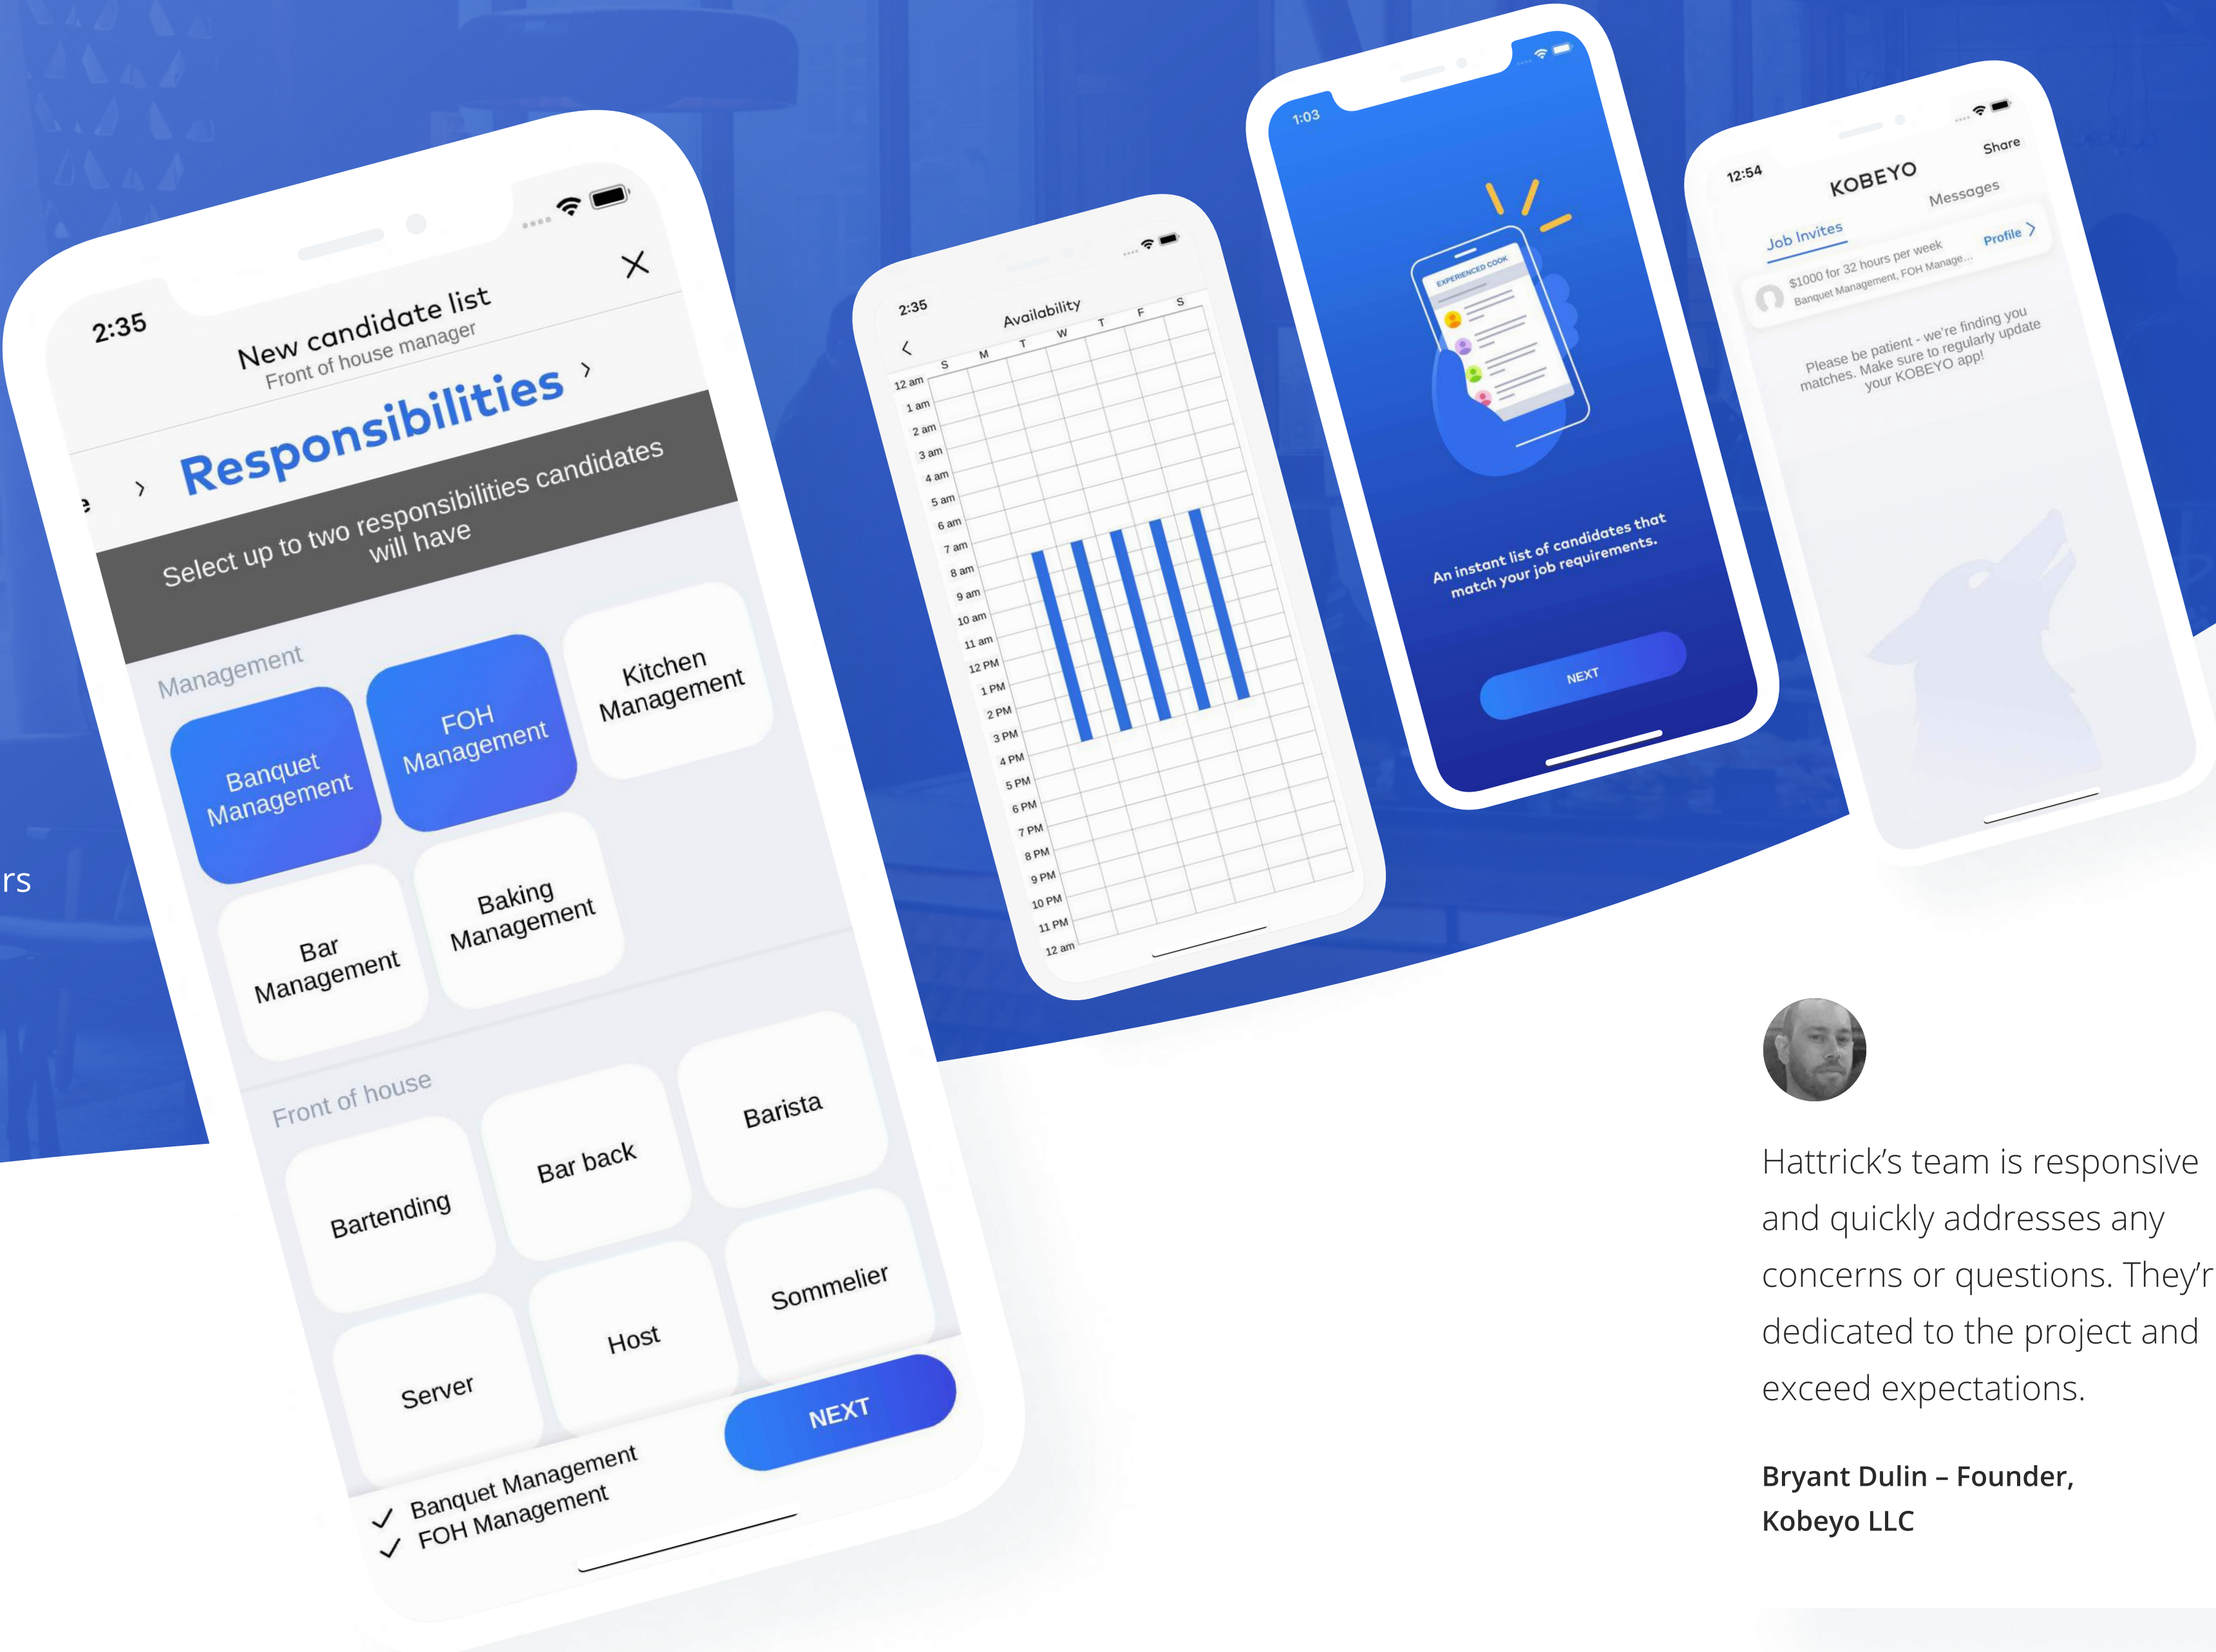 rs
2:35
New candidate list
Front of house manager
e
Responsibilities
Select up to two responsibilities candidates
will have
Management
Banquet
Management
FOH
Management
Kitchen
Management
Bar
Management
Baking
Management
Front of house
Bartending
Bar back
Barista
Server
Host
Sommelier
Banquet Management
FOH Management
NEXT
2:35
Availability
S M T W T F S
12 am
1 am
2 am
3 am
4 am
5 am
6 am
7 am
8 am
9 am
10 am
11 am
12 PM
1 PM
2 PM
3 PM
4 PM
5 PM
6 PM
7 PM
8 PM
9 PM
10 PM
11 PM
12 am
1:03
EXPERIENCED COOK
An instant list of candidates that
match your job requirements.
NEXT
12:54
KOBEYO
Share
Job Invites
Messages
$1000 for 32 hours per week
Banquet Management, FOH Manage...
Profile
Please be patient - we're finding you
matches. Make sure to regularly update
your KOBEYO app!
Hattrick’s team is responsive
and quickly addresses any
concerns or questions. They’r
dedicated to the project and
exceed expectations.
Bryant Dulin – Founder,
Kobeyo LLC